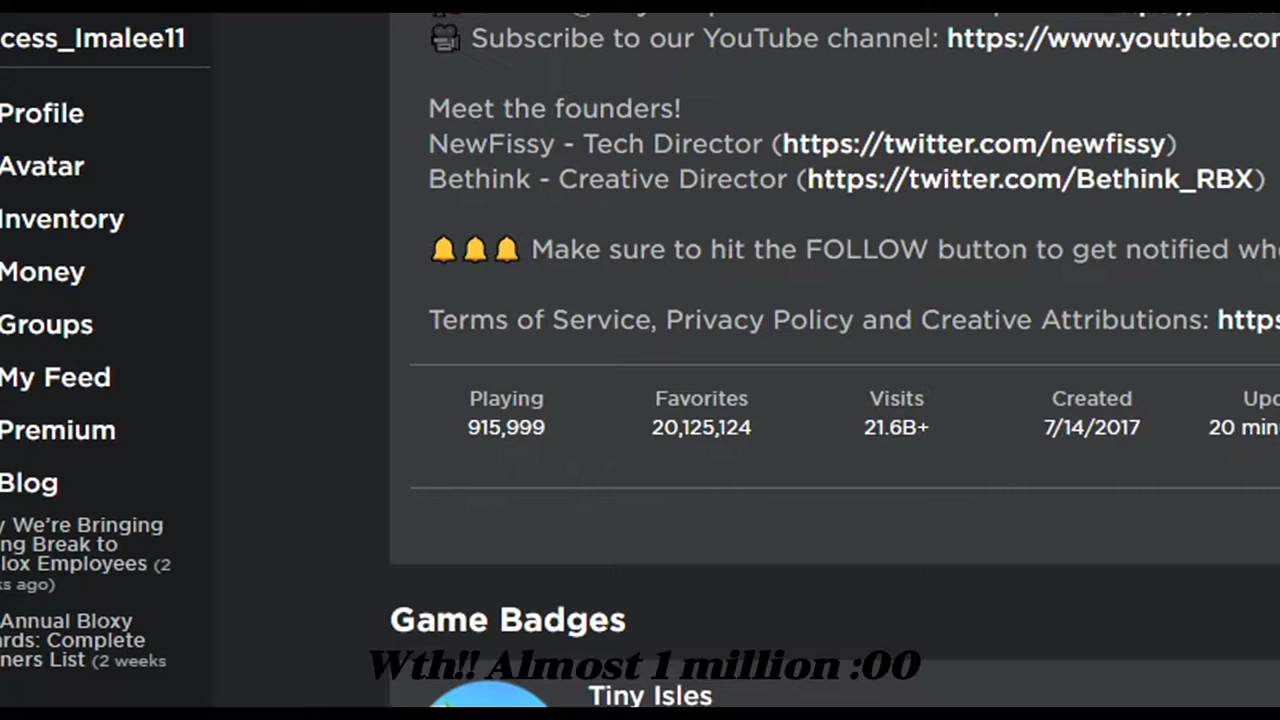 cess_Imalee11
Profile
Avatar
Inventory
Money
Groups
My Feed
Premium
Blog
y We're Bringing
ng Break to
lox Employees (2
ks ago)
Annual Bloxy
rds: Complete
ners List (2 weeks
Subscribe to our YouTube channel: https://www.youtube.co
Meet the founders!
NewFissy - Tech Director (https://twitter.com/newfissy)
Bethink - Creative Director (https://twitter.com/Bethink_RBX)
Make sure to hit the FOLLOW button to get notified wh
Terms of Service, Privacy Policy and Creative Attributions: https
Playing Favorites Visits Created Upd
915,999 20,125,124 21.6B+ 7/14/2017 20 min
Game Badges
Wth!! Almost 1 million :00
Tiny Isles